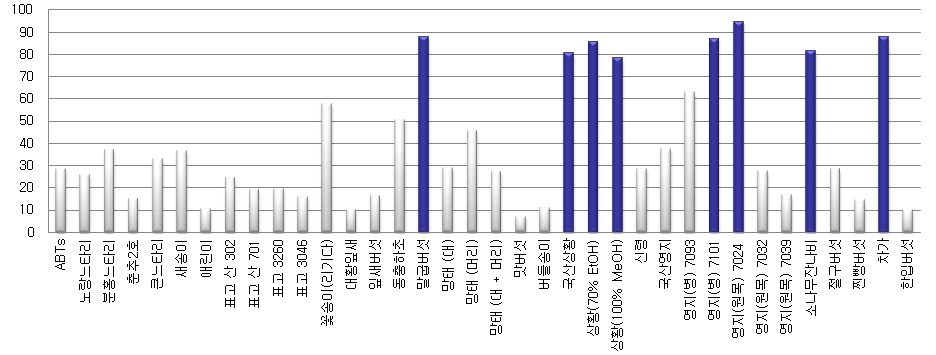 100
90
80
70
60
50
40
30
20
10
0
ABTs
노랑느타리
분홍느타리
춘추2호
큰느타리
새송이
애린이
표고 산 302
표고 산 701
표고 3260
표고 3046
꽃송이(리기다)
대황잎새
잎새버섯
동충하초
말굽버섯
망태 (대)
망태 (머리)
망태 (대 + 머리)
맛버섯
버들송이
국산상황
상황(70% EtOH)
상황(100% MeOH)
신령
국산영지
영지(병) 7093
영지(병) 7101
영지(원목) 7024
영지(원목) 7032
영지(원목) 7039
소나무잔나비
절구버섯
찐빵버섯
차가
한입버섯